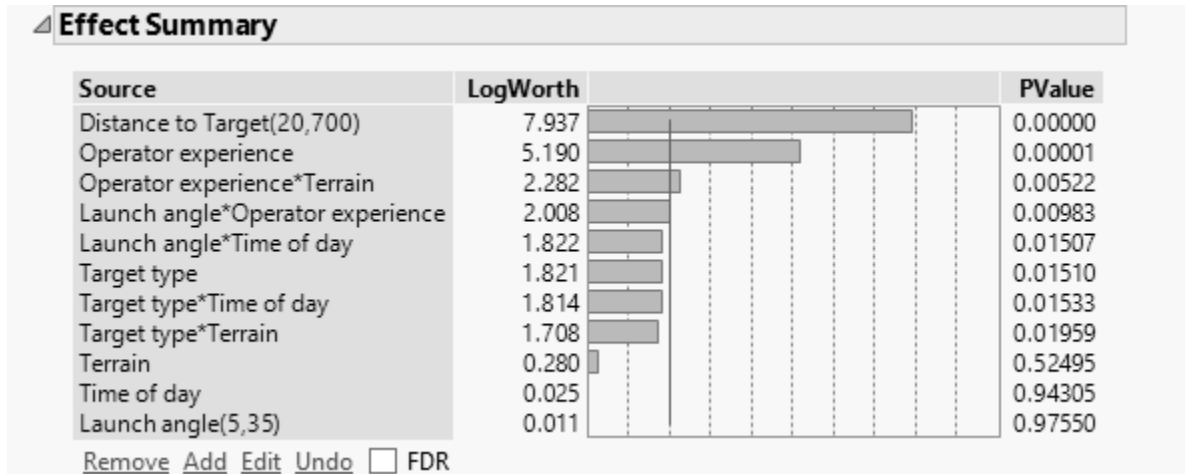 Effect Summary
Source LogWorth PValue
Distance to Target(20,700) 7.937 0.00000
Operator experience 5.190 0.00001
Operator experience*Terrain 2.282 0.00522
Launch angle*Operator experience 2.008 0.00983
Launch angle*Time of day 1.822 0.01507
Target type 1.821 0.01510
Target type*Time of day 1.814 0.01533
Target type*Terrain 1.708 0.01959
Terrain 0.280 0.52495
Time of day 0.025 0.94305
Launch angle(5,35) 0.011 0.97550
Remove Add Edit Undo FDR